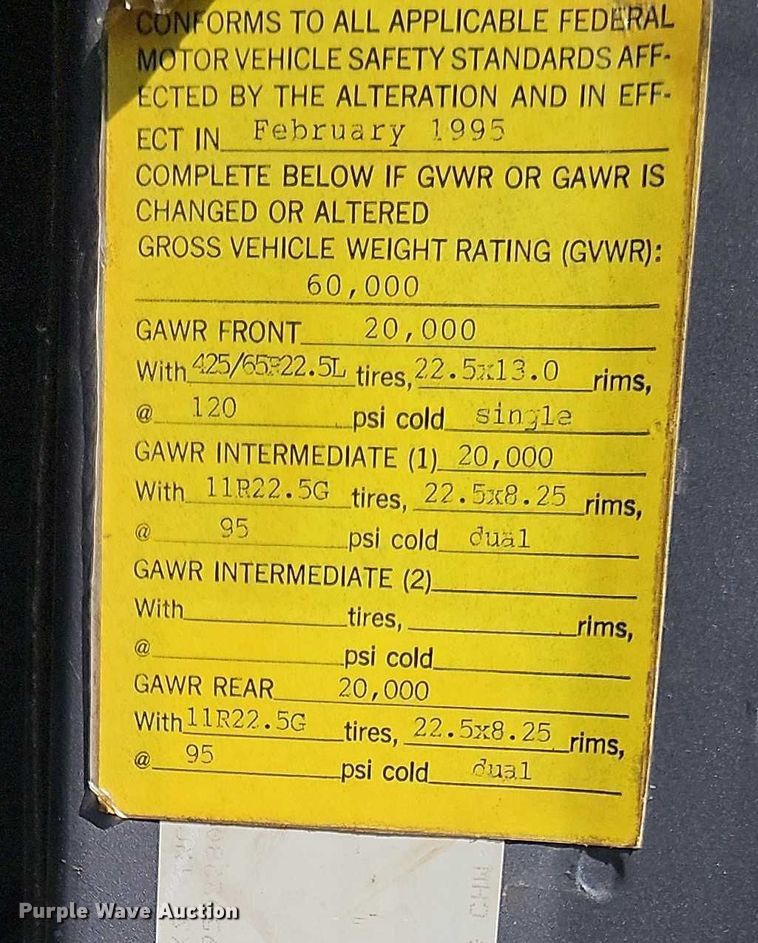 CONFORMS TO ALL APPLICABLE FEDERAL
MOTOR VEHICLE SAFETY STANDARDS AFF-
ECTED BY THE ALTERATION AND IN EFF-
ECT IN February 1995
COMPLETE BELOW IF GVWR OR GAWR IS
CHANGED OR ALTERED
GROSS VEHICLE WEIGHT RATING (GVWR):
60,000
GAWR FRONT 20,000
With 425/65R22.5L tires, 22.5x13.0 rims,
@ 120 psi cold single
GAWR INTERMEDIATE (1) 20,000
With 11R22.5G tires, 22.5x8.25 rims,
@ 95 psi cold dual
GAWR INTERMEDIATE (2)
With tires, rims,
@ psi cold
GAWR REAR 20,000
With 11R22.5G tires, 22.5x8.25 rims,
@ 95 psi cold dual
Purple Wave Auction